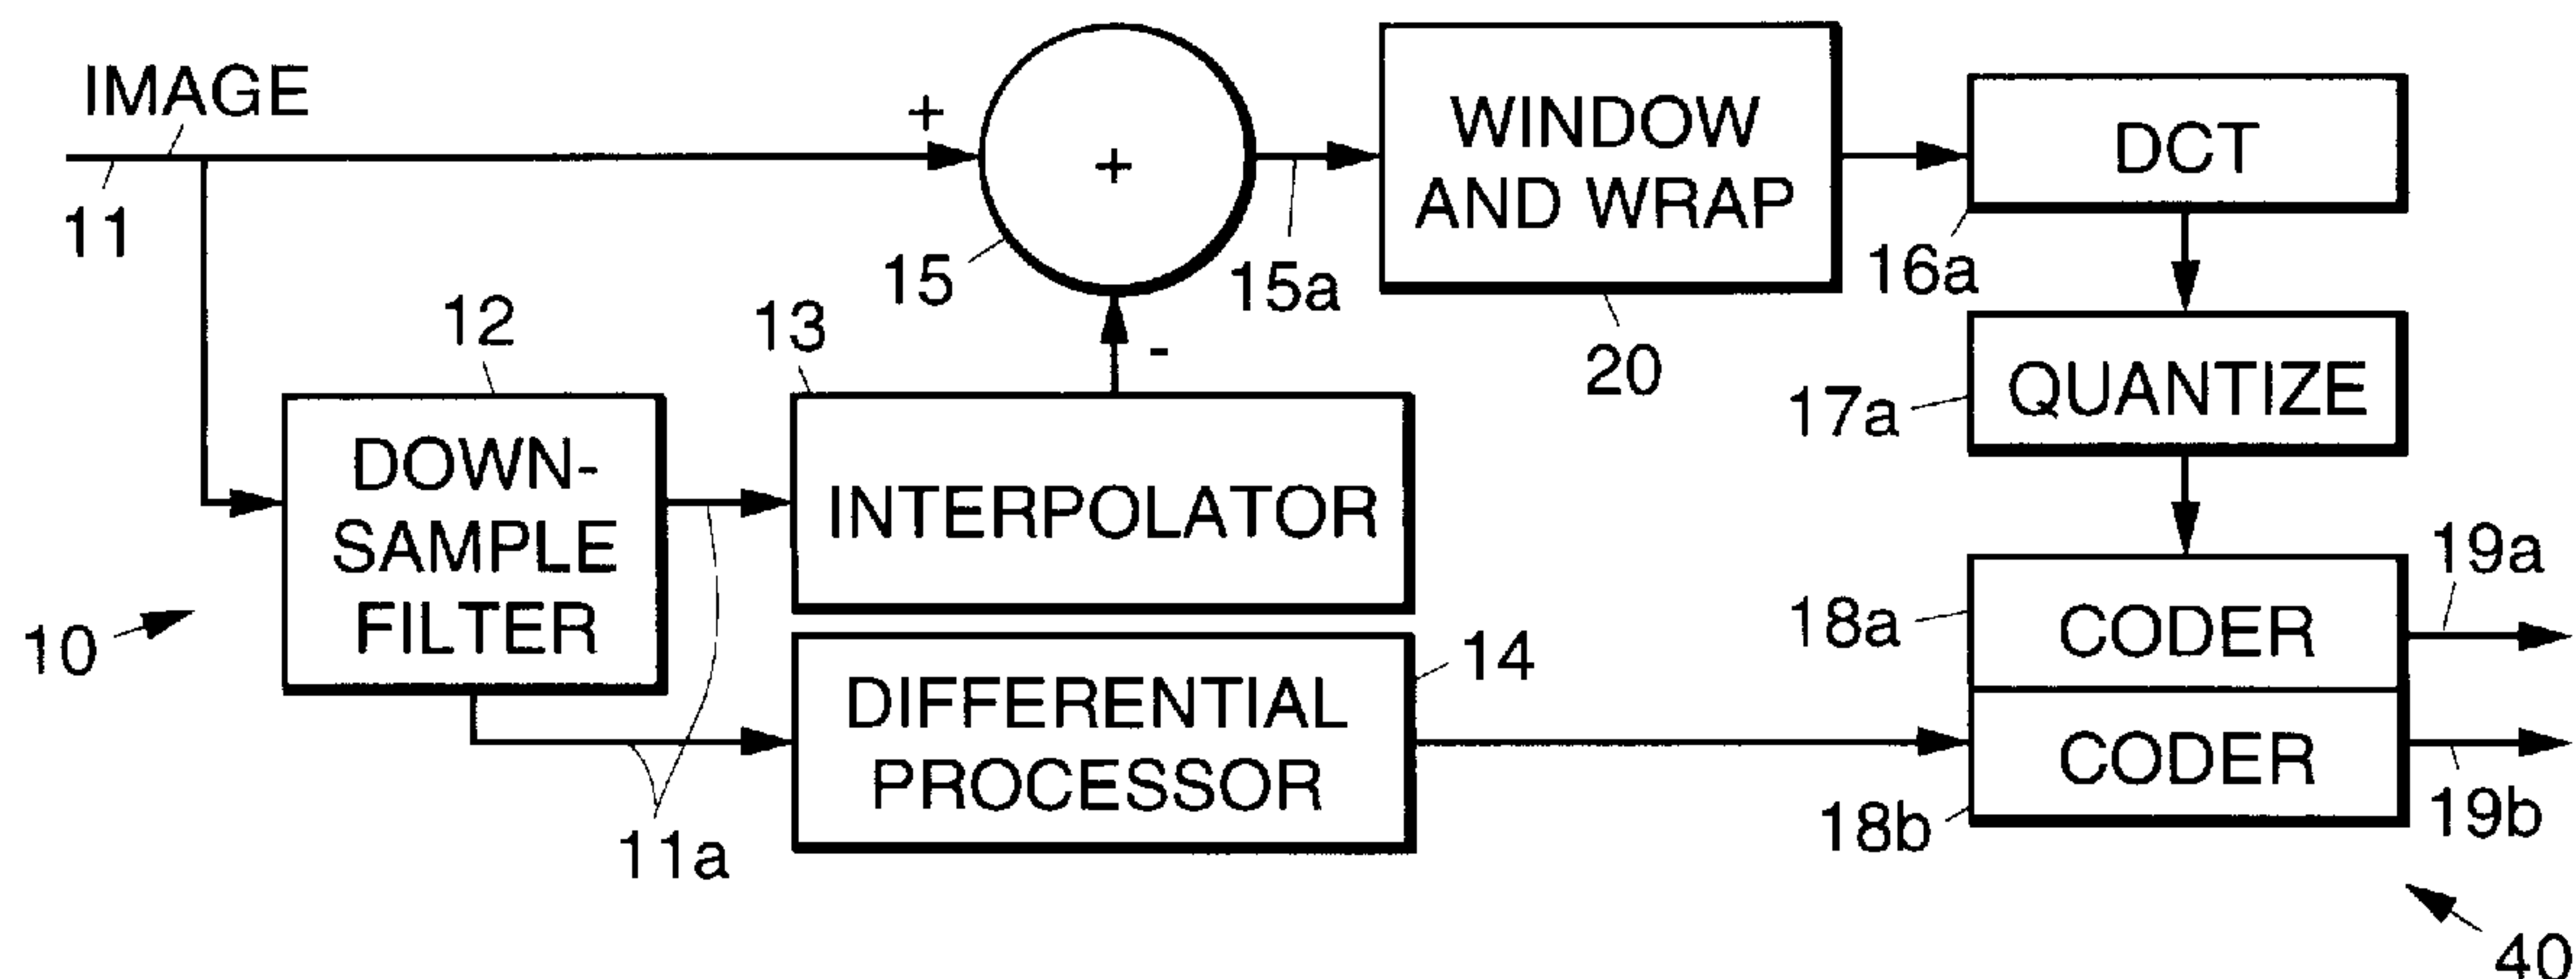 IMAGE
11
+
+
15
15a
WINDOW
AND WRAP
20
DCT
16a
QUANTIZE
17a
12
DOWN-
SAMPLE
FILTER
10
13
-
INTERPOLATOR
11a
DIFFERENTIAL
PROCESSOR
14
18a
CODER
19a
18b
CODER
19b
40